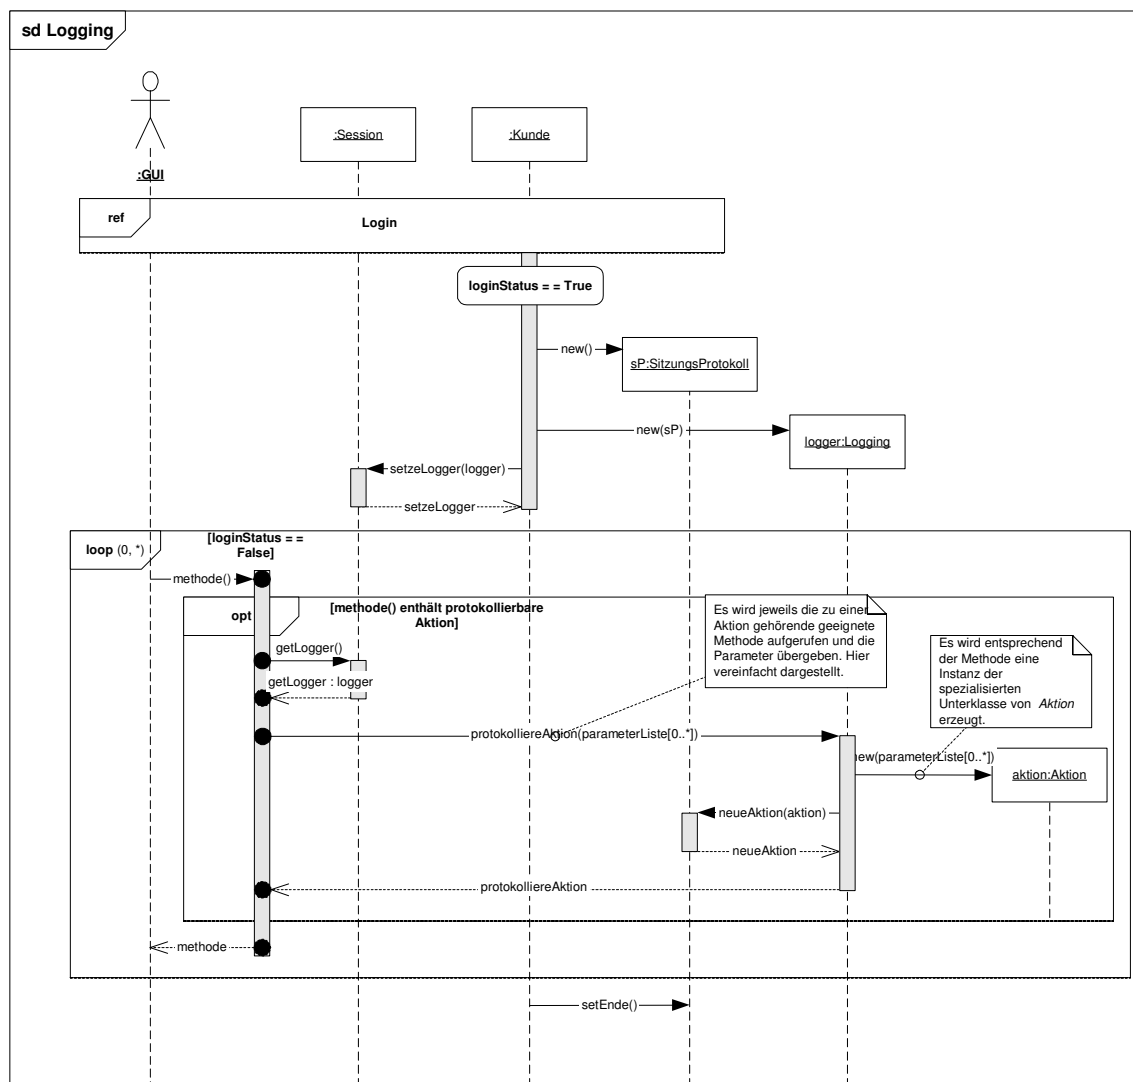 sd Logging
:GUI
:Session
:Kunde
ref
Login
loginStatus = = True
new()
sP:SitzungsProtokoll
new(sP)
logger:Logging
setzeLogger(logger)
setzeLogger
loop (0, *)
[loginStatus = =
False]
methode()
opt
[methode() enthält protokollierbare
Aktion]
Es wird jeweils die zu einer
Aktion gehörende geeignete
Methode aufgerufen und die
Parameter übergeben. Hier
vereinfacht dargestellt.
Es wird entsprechend
der Methode eine
Instanz der
spezialisierten
Unterklasse von Aktion
erzeugt.
getLogger()
getLogger : logger
protokolliereAktion(parameterListe[0..*])
new(parameterListe[0..*])
aktion:Aktion
neueAktion(aktion)
neueAktion
protokolliereAktion
methode
setEnde()